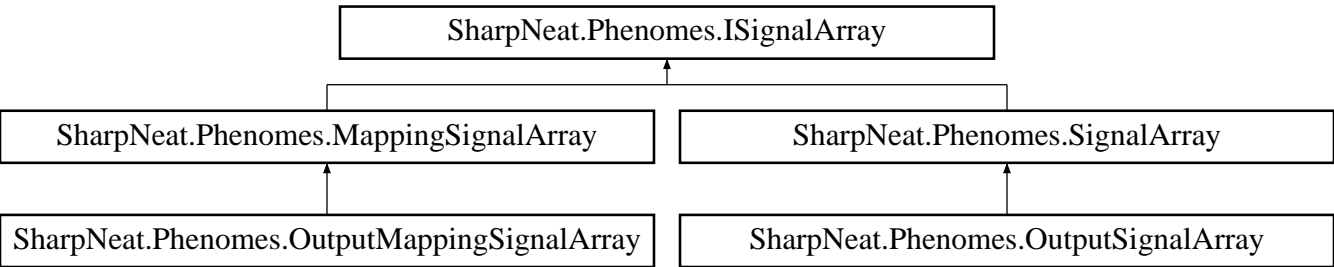 SharpNeat.Phenomes.ISignalArray
SharpNeat.Phenomes.MappingSignalArray
SharpNeat.Phenomes.SignalArray
SharpNeat.Phenomes.OutputMappingSignalArray
SharpNeat.Phenomes.OutputSignalArray